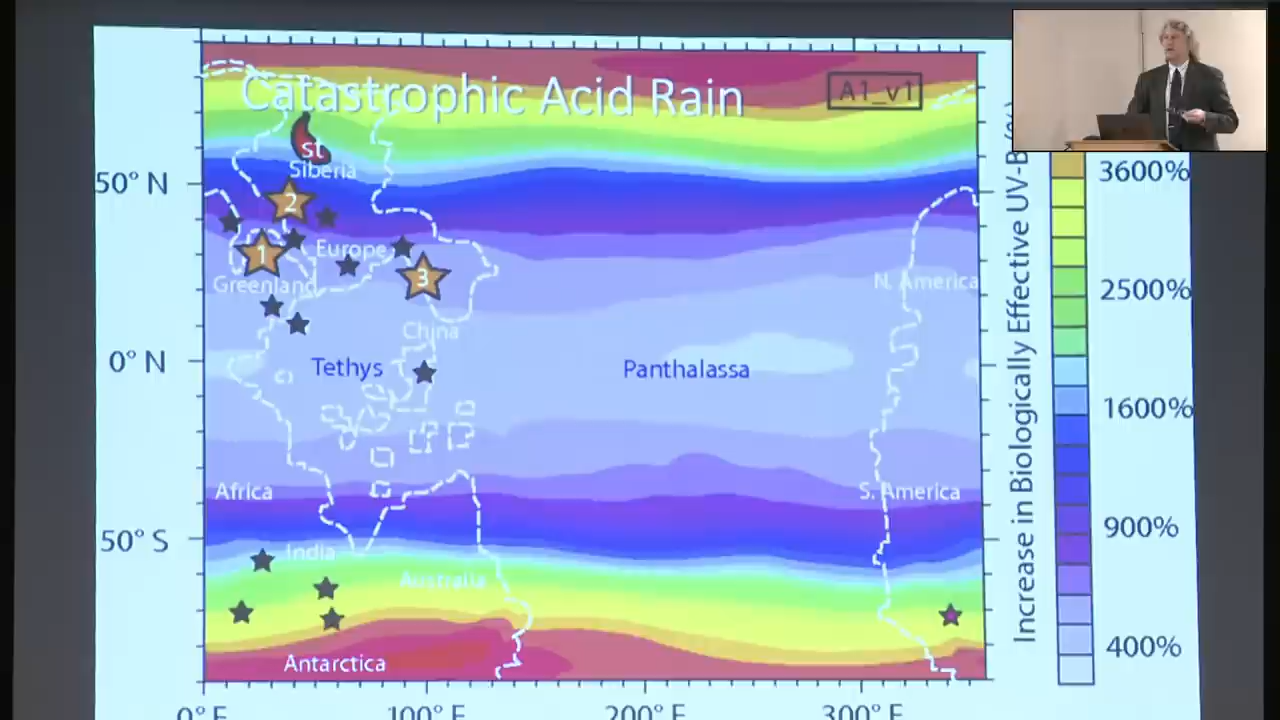 Catastrophic Acid Rain
A1_v1
st
Siberia
50° N
2
1
Europe
3
Greenland
N. America
China
0° N
Tethys
Panthalassa
Africa
S. America
50° S
India
Australia
Antarctica
0° E
100° E
200° E
300° E
Increase in Biologically Effective UV-B (%)
3600%
2500%
1600%
900%
400%